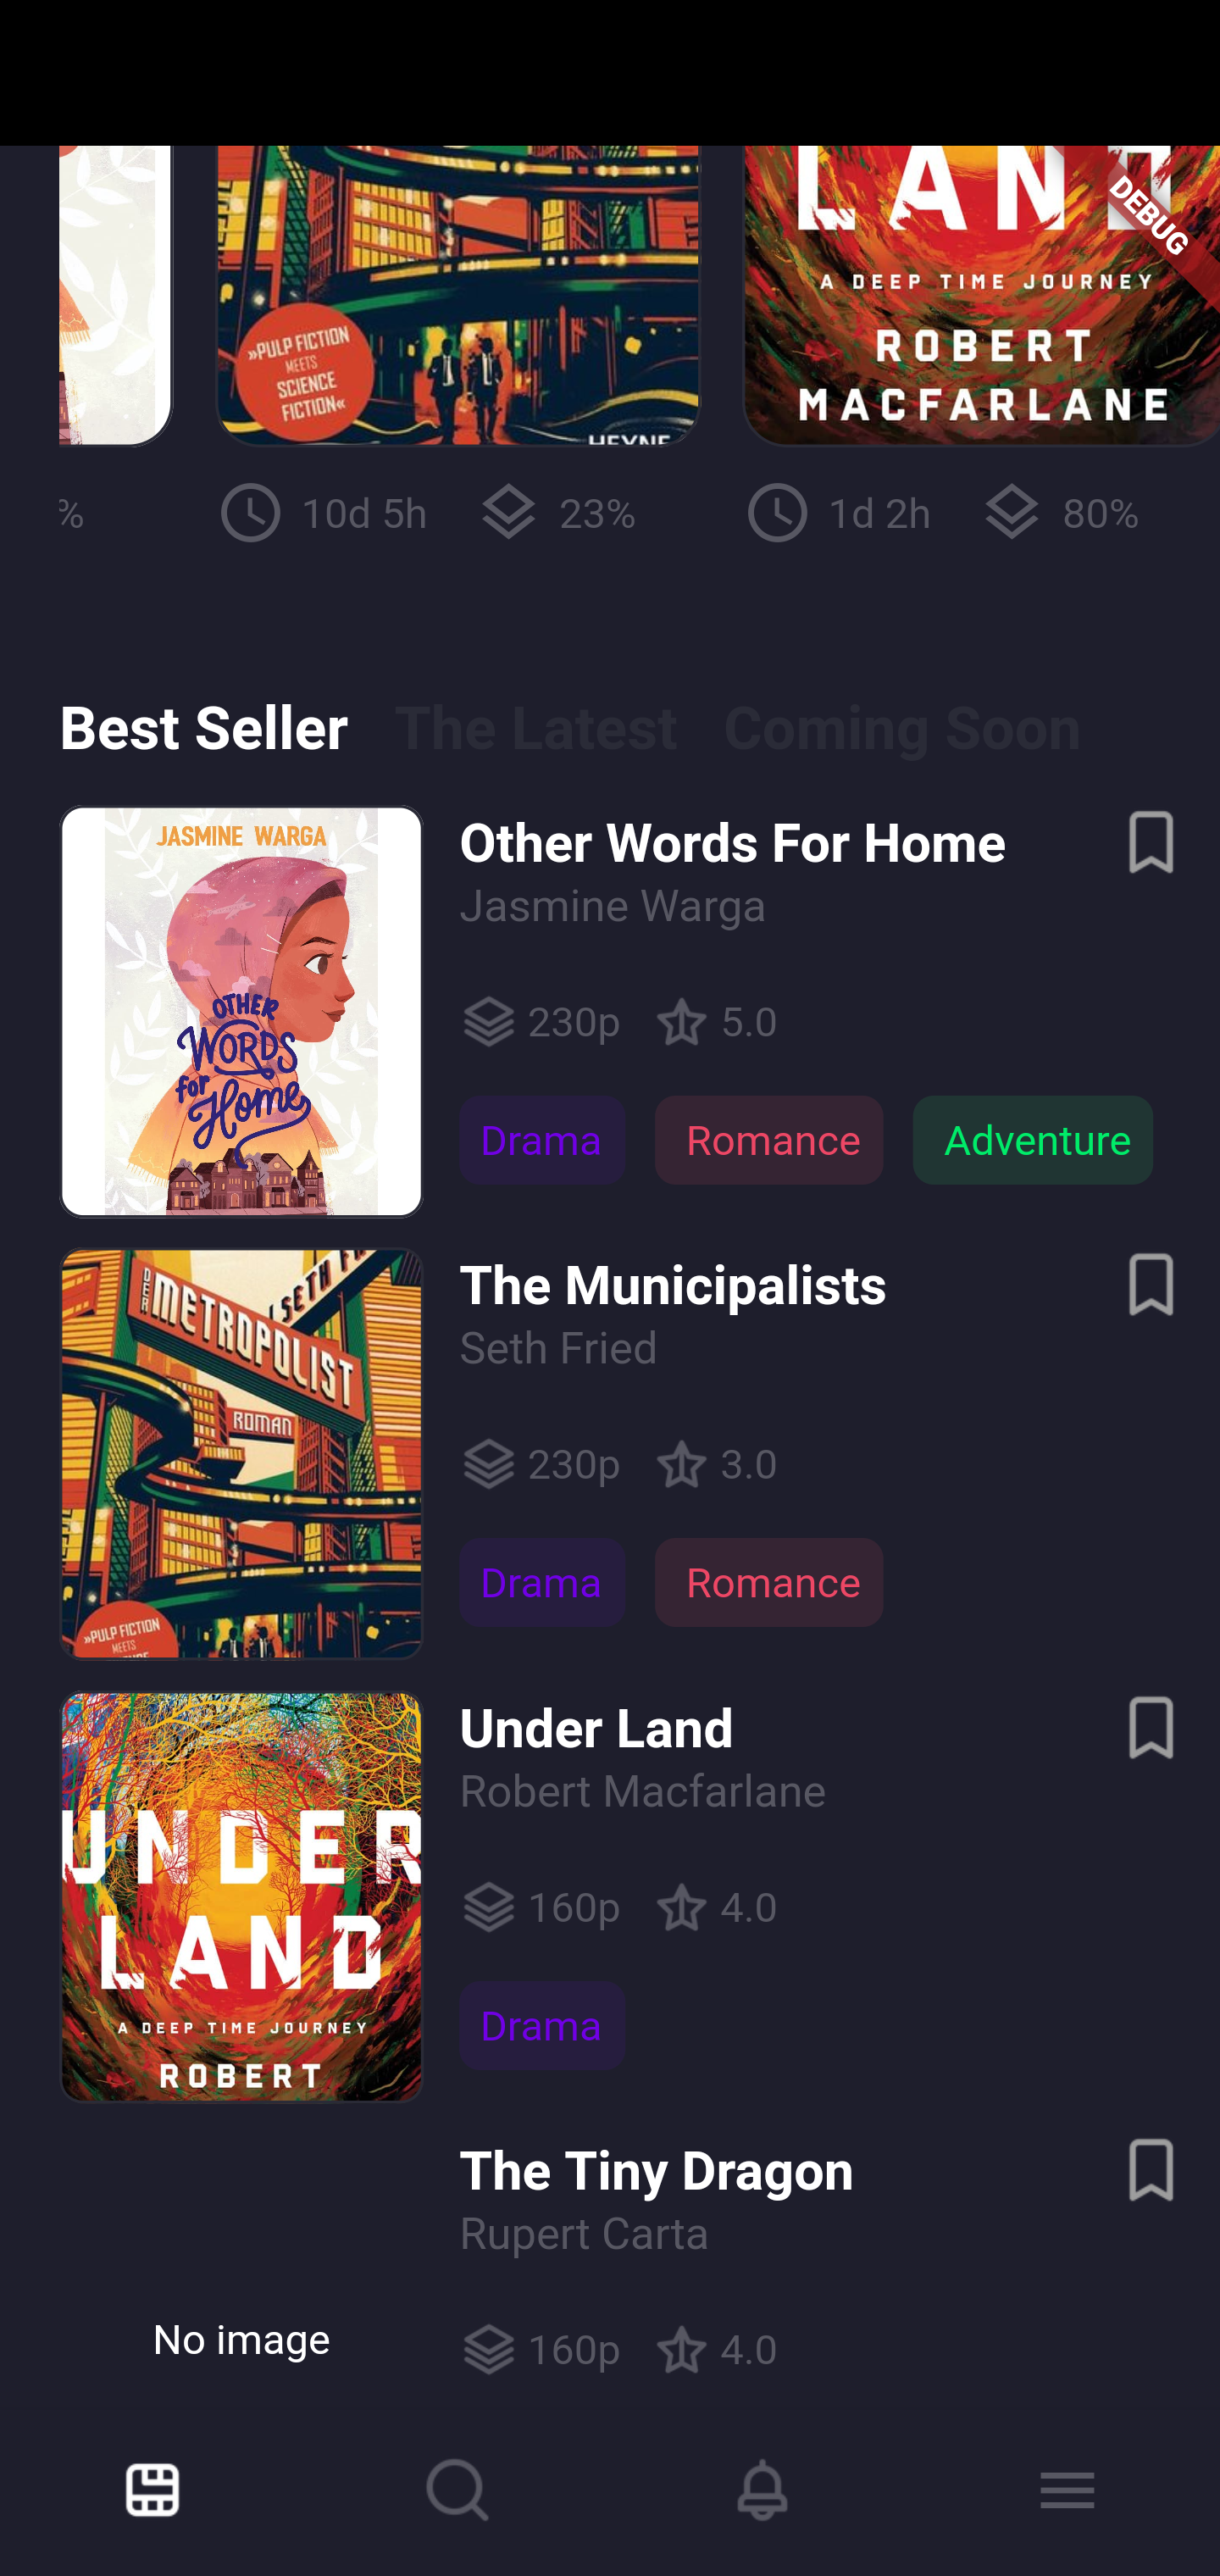 LAND
DEBUG
A DEEP TIME JOURNEY
ROBERT
MACFARLANE
»PULP FICTION
MEETS
SCIENCE
FICTION«
HEYNE
%
10d 5h
23%
1d 2h
80%
Best Seller
The Latest
Coming Soon
JASMINE WARGA
OTHER
WORDS
for
Home
Other Words For Home
Jasmine Warga
230p
5.0
Drama
Romance
Adventure
DER
METROPOLIST
SETH
ROMAN
»PULP FICTION
MEETS
The Municipalists
Seth Fried
230p
3.0
Drama
Romance
UNDER
LAND
A DEEP TIME JOURNEY
ROBERT
Under Land
Robert Macfarlane
160p
4.0
Drama
The Tiny Dragon
Rupert Carta
No image
160p
4.0